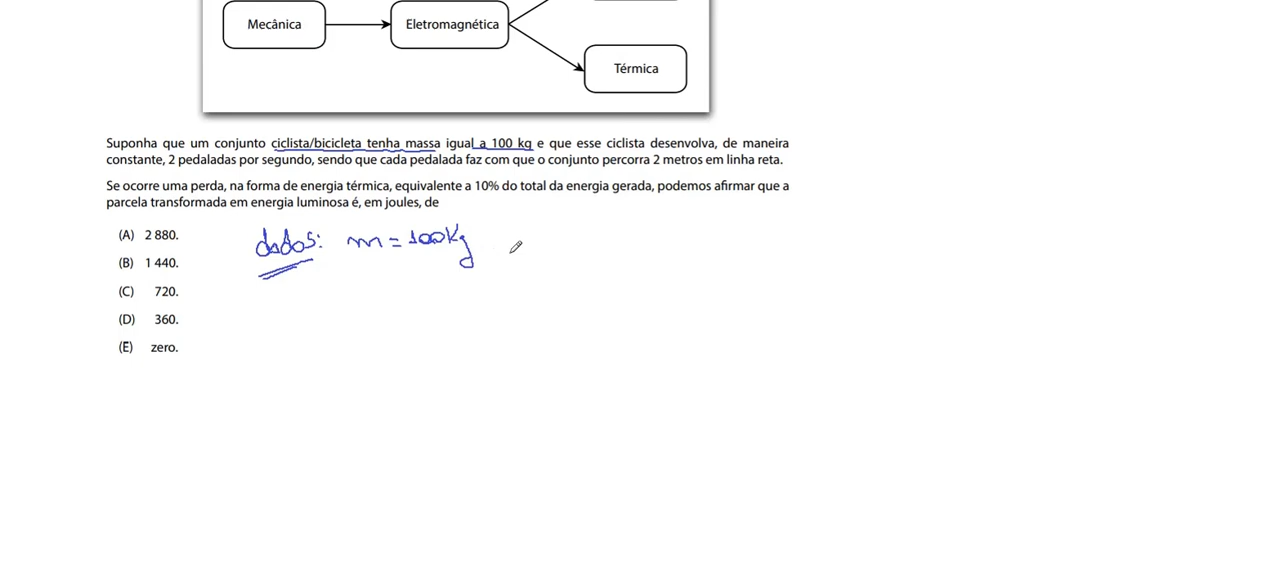 Mecânica
Eletromagnética
Térmica
Suponha que um conjunto ciclista/bicicleta tenha massa igual a 100 kg e que esse ciclista desenvolva, de maneira
constante, 2 pedaladas por segundo, sendo que cada pedalada faz com que o conjunto percorra 2 metros em linha reta.
Se ocorre uma perda, na forma de energia térmica, equivalente a 10% do total da energia gerada, podemos afirmar que a
parcela transformada em energia luminosa é, em joules, de
(A) 2 880.
(B) 1 440.
(C) 720.
(D) 360.
(E) zero.
dados: m = 100Kg